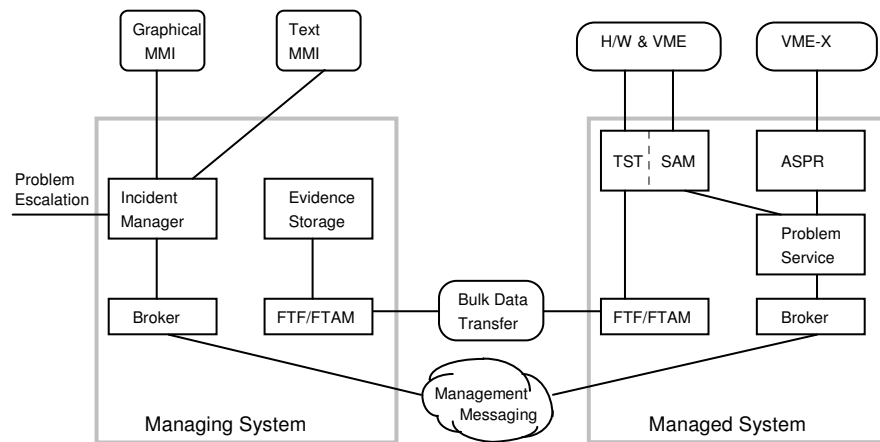 Graphical
MMI
Text
MMI
H/W & VME
VME-X
Problem
Escalation
Incident
Manager
Evidence
Storage
TST
SAM
ASPR
Problem
Service
Broker
FTF/FTAM
Bulk Data
Transfer
FTF/FTAM
Broker
Management
Messaging
Managing System
Managed System